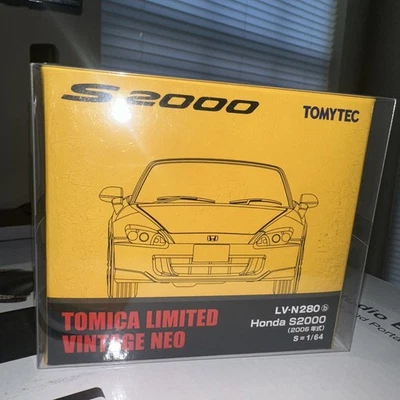 S2000
TOMYTEC
TOMICA LIMITED
VINTAGE NEO
LV-N280 ⓑ
Honda S2000
(2006年式)
S=1/64